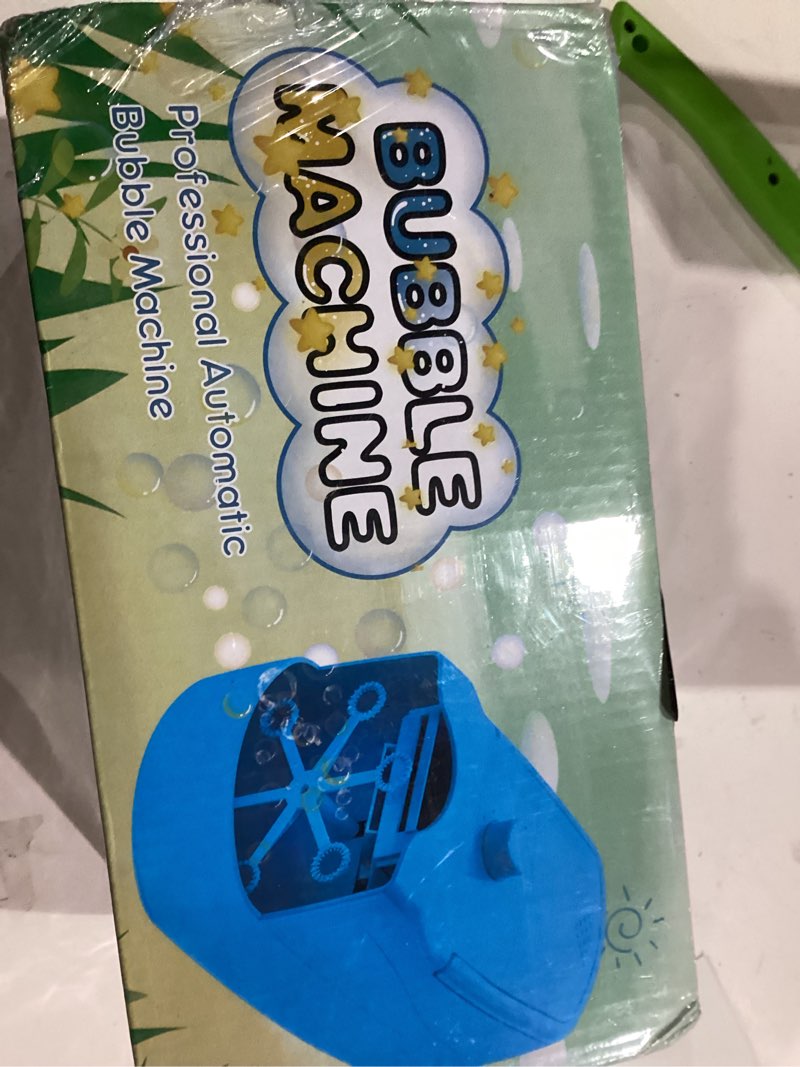 BUBBLE
MACHINE
Professional Automatic
Bubble Machine